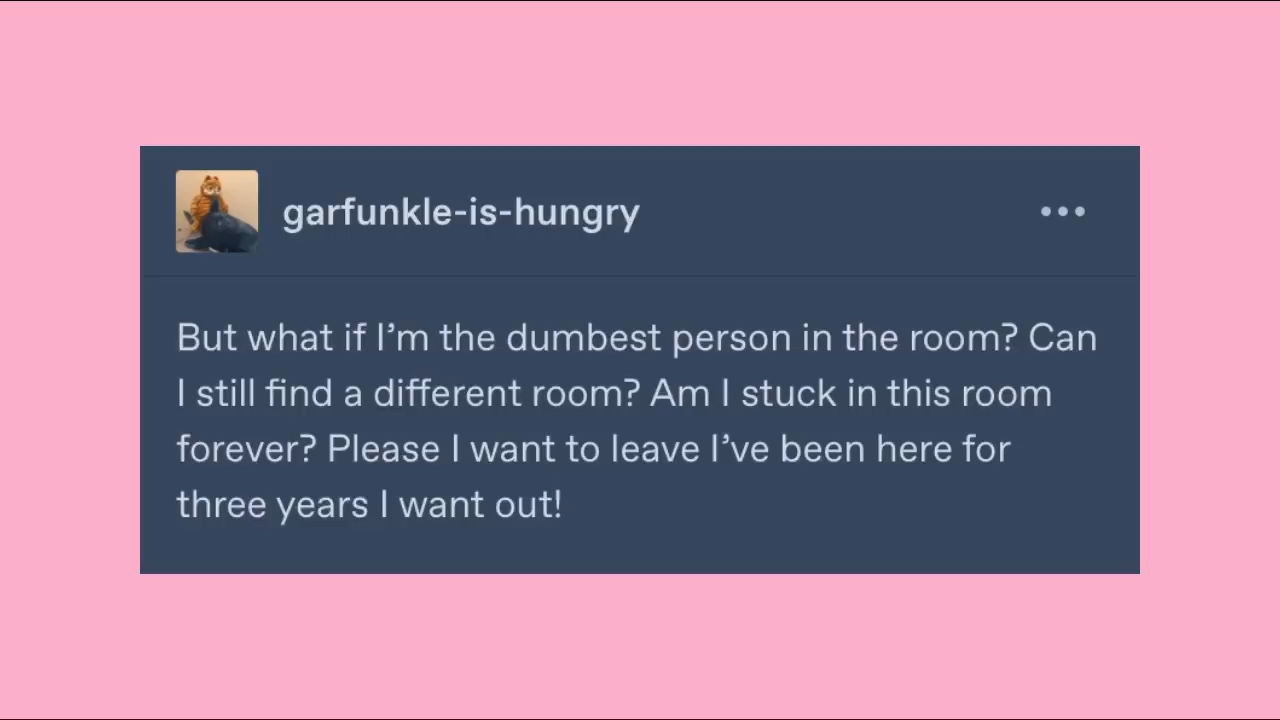 garfunkle-is-hungry
But what if I’m the dumbest person in the room? Can
I still find a different room? Am I stuck in this room
forever? Please I want to leave I’ve been here for
three years I want out!